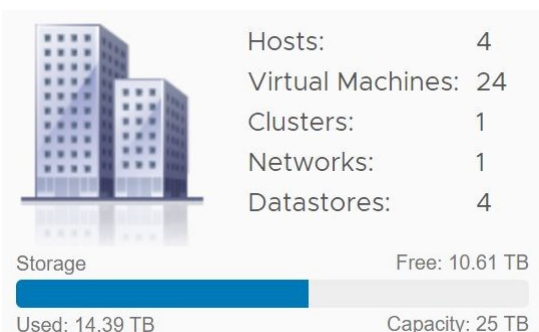 Hosts: 4
Virtual Machines: 24
Clusters: 1
Networks: 1
Datastores: 4
Storage Free: 10.61 TB
Used: 14.39 TB Capacity: 25 TB